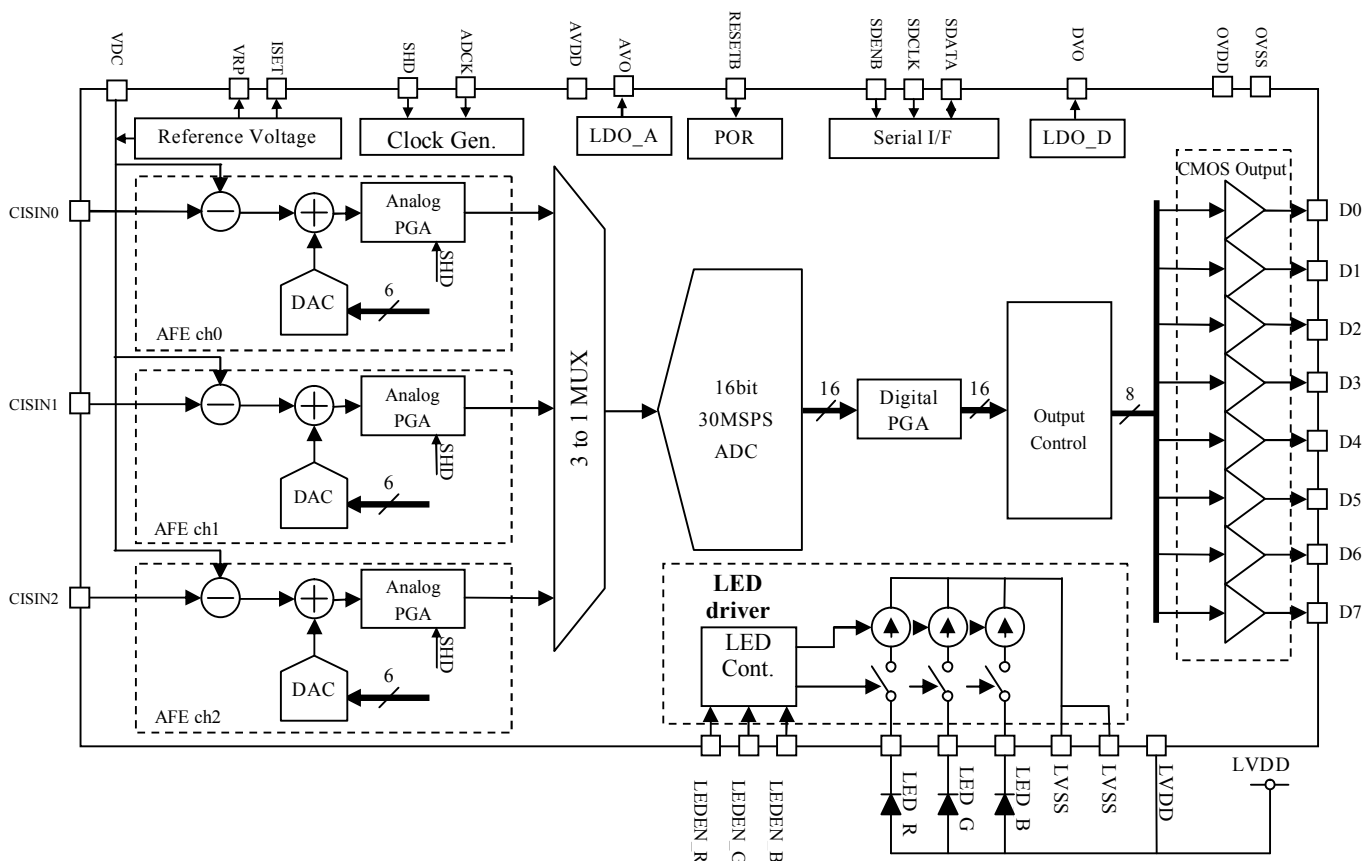 VDC
VRP
ISET
SHD
ADCK
AVDD
AVO
RESETB
SDENB
SDCLK
SDATA
DVO
OVDD
OVSS
Reference Voltage
Clock Gen.
LDO_A
POR
Serial I/F
LDO_D
CMOS Output
CISIN0
Analog
PGA
SHD
DAC
6
AFE ch0
CISIN1
Analog
PGA
SHD
DAC
6
AFE ch1
CISIN2
Analog
PGA
SHD
DAC
6
AFE ch2
3 to 1 MUX
16bit
30MSPS
ADC
16
Digital
PGA
16
Output
Control
8
D0
D1
D2
D3
D4
D5
D6
D7
LED
driver
LED
Cont.
LEDEN_R
LEDEN_G
LEDEN_B
LED_R
LED_G
LED_B
LVSS
LVSS
LVDD
LVDD